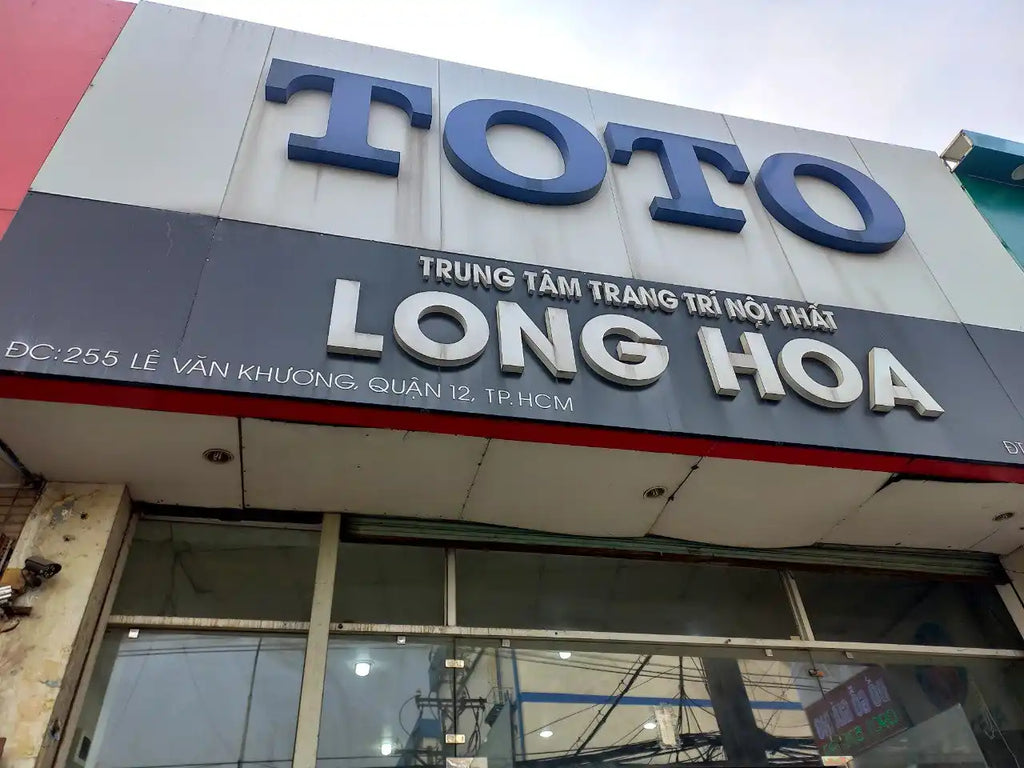 TOTO
TRUNG TÂM TRANG TRÍ NỘI THẤT
LONG HOA
ĐC: 255 LÊ VĂN KHƯƠNG, QUẬN 12, TP. HCM